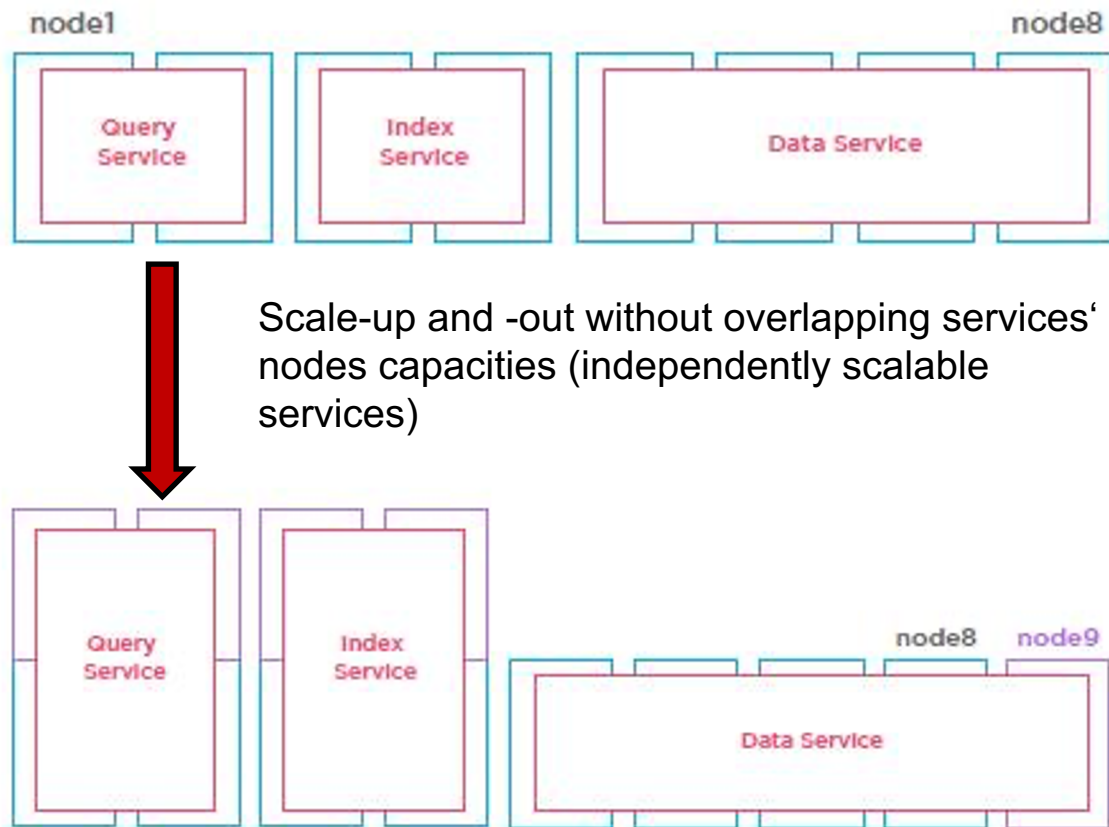 node1
node8
Query
Service
Index
Service
Data Service
Scale-up and -out without overlapping services‘
nodes capacities (independently scalable
services)
node8
node9
Query
Service
Index
Service
Data Service